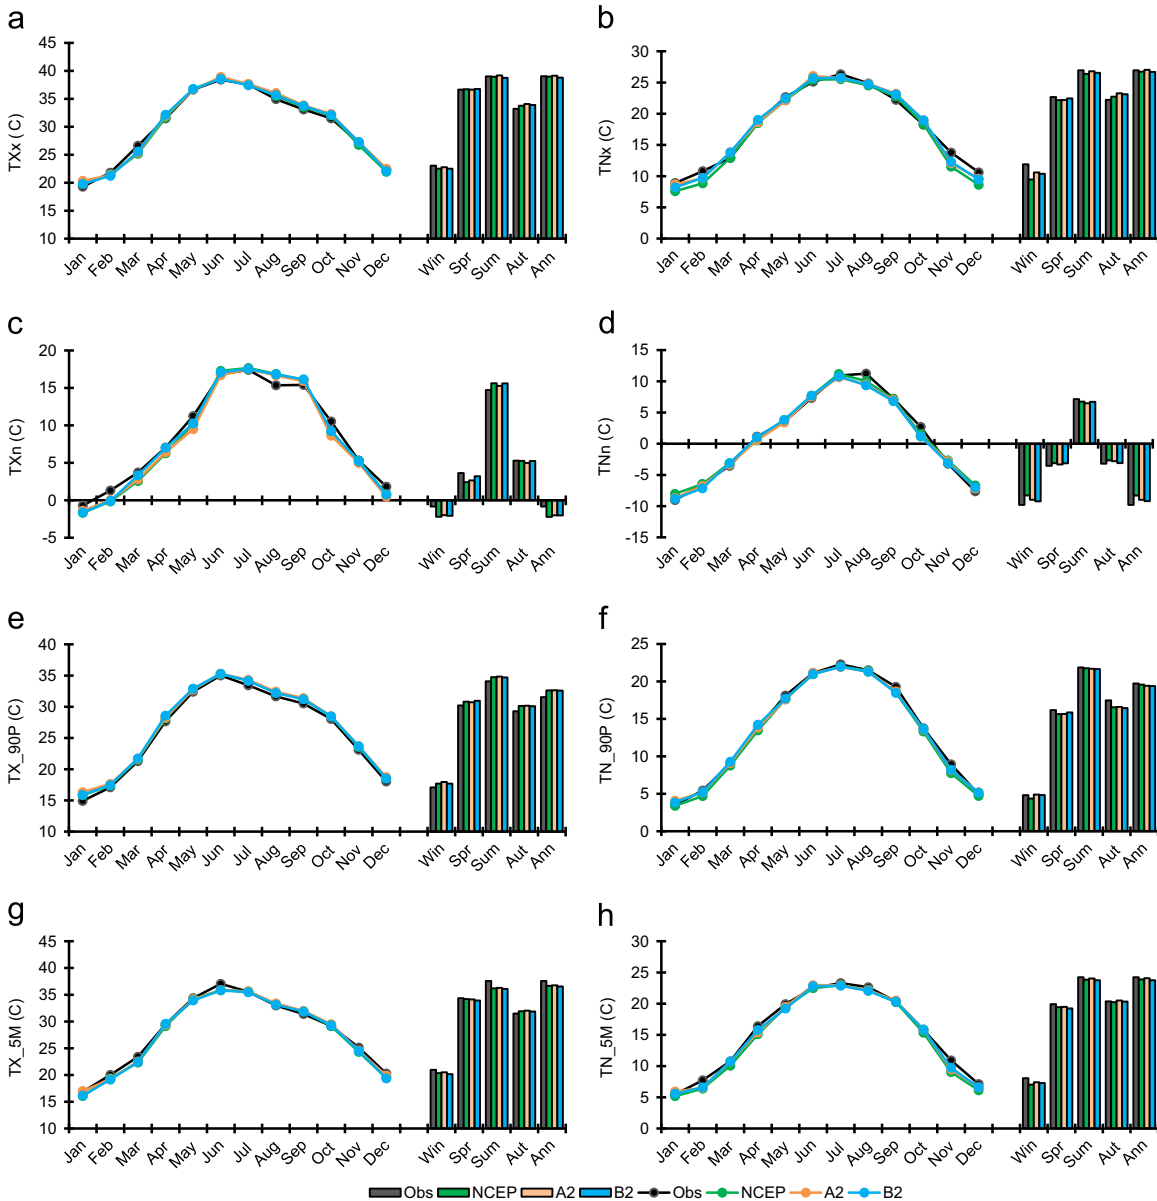 a
TXx ( C)
45
40
35
30
25
20
15
10
Jan Feb Mar Apr May Jun Jul Aug Sep Oct Nov Dec Win Spr Sum Aut Ann
b
TNx (C)
30
25
20
15
10
5
0
Jan Feb Mar Apr May Jun Jul Aug Sep Oct Nov Dec Win Spr Sum Aut Ann
c
TXn (C)
20
15
10
5
0
-5
Jan Feb Mar Apr May Jun Jul Aug Sep Oct Nov Dec Win Spr Sum Aut Ann
d
TNn (C)
15
10
5
0
-5
-10
-15
Jan Feb Mar Apr May Jun Jul Aug Sep Oct Nov Dec Win Spr Sum Aut Ann
e
TX_90P (C)
40
35
30
25
20
15
10
Jan Feb Mar Apr May Jun Jul Aug Sep Oct Nov Dec Win Spr Sum Aut Ann
f
TN_90P (C)
25
20
15
10
5
0
Jan Feb Mar Apr May Jun Jul Aug Sep Oct Nov Dec Win Spr Sum Aut Ann
g
TX_5M (C)
45
40
35
30
25
20
15
10
Jan Feb Mar Apr May Jun Jul Aug Sep Oct Nov Dec Win Spr Sum Aut Ann
h
TN_5M (C)
30
25
20
15
10
5
0
Jan Feb Mar Apr May Jun Jul Aug Sep Oct Nov Dec Win Spr Sum Aut Ann
Obs NCEP A2 B2 Obs NCEP A2 B2